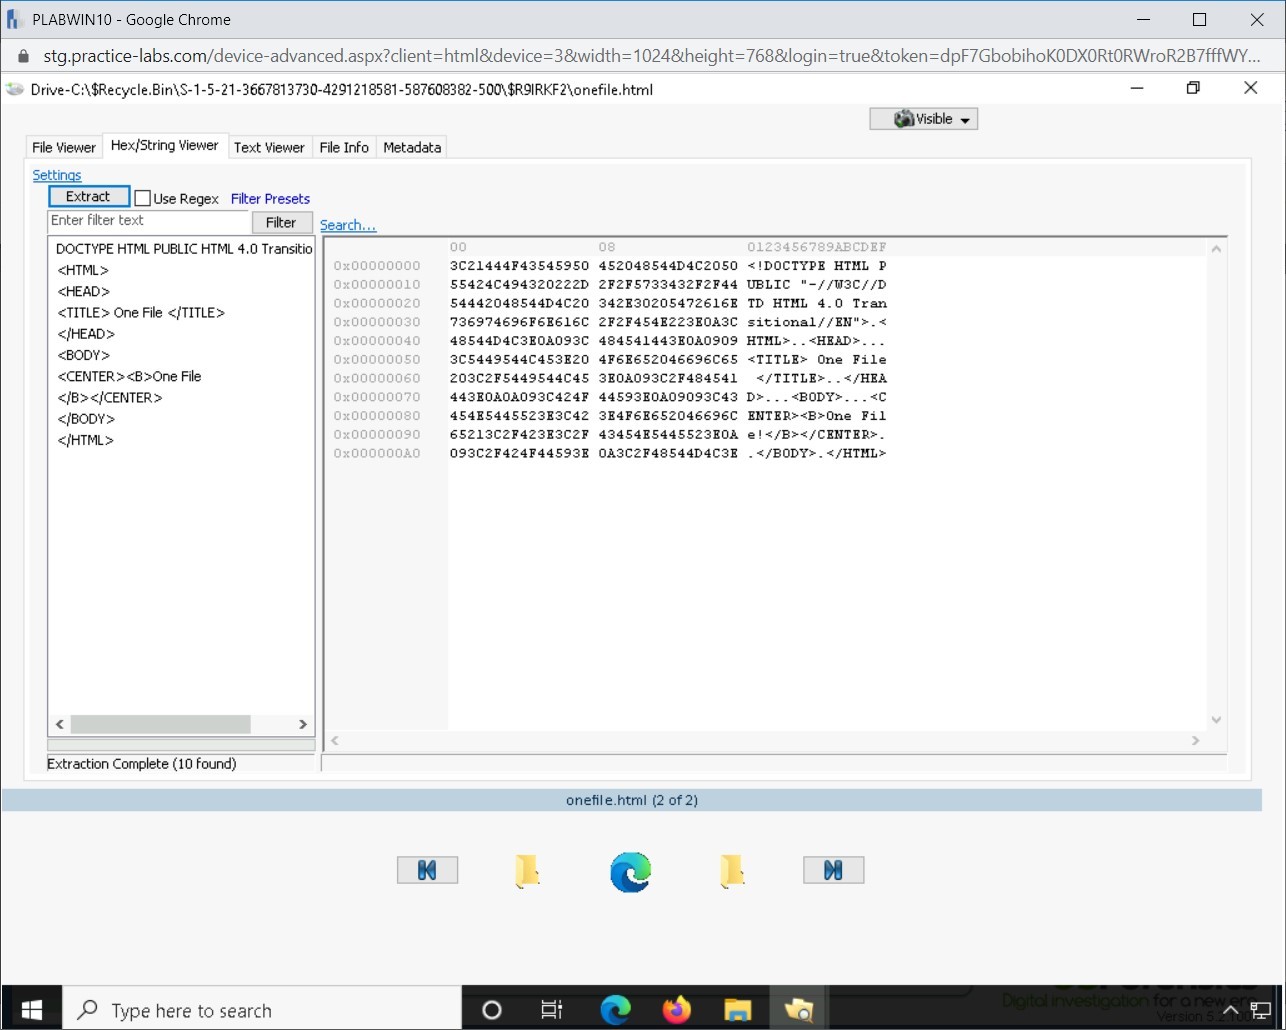 PLABWIN10 - Google Chrome
stg.practice-labs.com/device-advanced.aspx?client=html&device=3&width=1024&height=768&login=true&token=dpF7GbobihoK0DX0Rt0RWroR2B7fffWY...
Drive-C:\$Recycle.Bin\S-1-5-21-3667813730-4291218581-587608382-500\$R9IRKF2\onefile.html
Visible
File Viewer Hex/String Viewer Text Viewer File Info Metadata
Settings
Extract Use Regex Filter Presets
Enter filter text Filter Search...
DOCTYPE HTML PUBLIC HTML 4.0 Transitio
<HTML>
<HEAD>
<TITLE> One File </TITLE>
</HEAD>
<BODY>
<CENTER><B>One File
</B></CENTER>
</BODY>
</HTML>
00 08 0123456789ABCDEF
0x00000000 3C21444F43545950 452048544D4C2050 <!DOCTYPE HTML P
0x00000010 55424C494320222D 2F2F5733432F2F44 UBLIC "-//W3C//D
0x00000020 54442048544D4C20 342E30205472616E TD HTML 4.0 Tran
0x00000030 736974696F6E616C 2F2F454E223E0A3C sitional//EN">.<
0x00000040 48544D4C3E0A093C 484541443E0A0909 HTML>..<HEAD>...
0x00000050 3C5449544C453E20 4F6E652046696C65 <TITLE> One File
0x00000060 203C2F5449544C45 3E0A093C2F484541 </TITLE>..</HEA
0x00000070 443E0A0A093C424F 44593E0A09093C43 D>...<BODY>...<C
0x00000080 454E5445523E3C42 3E4F6E652046696C ENTER><B>One Fil
0x00000090 65213C2F423E3C2F 43454E5445523E0A e!</B></CENTER>.
0x000000A0 093C2F424F44593E 0A3C2F48544D4C3E .</BODY>.</HTML>
Extraction Complete (10 found)
onefile.html (2 of 2)
Type here to search
Digital investigation for a new era